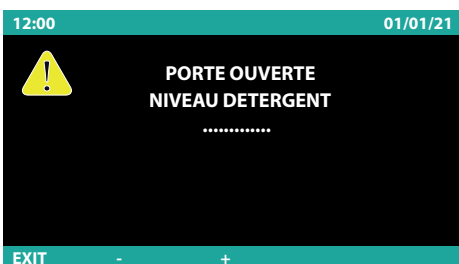 12:00 01/01/21
!
PORTE OUVERTE
NIVEAU DETERGENT
.............
EXIT - +